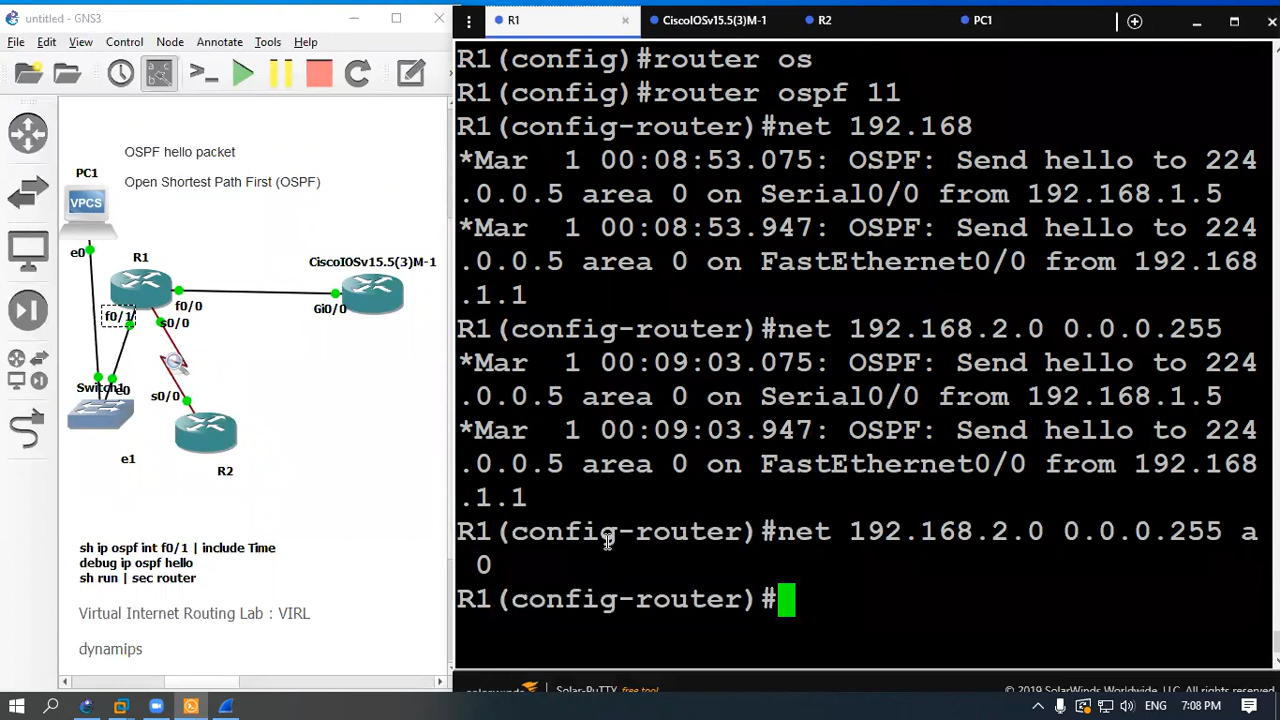 untitled - GNS3
File Edit View Control Node Annotate Tools Help
OSPF hello packet
Open Shortest Path First (OSPF)
PC1
VPCS
e0
R1
CiscoIOSv15.5(3)M-1
f0/0
Gi0/0
f0/1
s0/0
Switch1
e0
s0/0
e1
R2
sh ip ospf int f0/1 | include Time
debug ip ospf hello
sh run | sec router
Virtual Internet Routing Lab : VIRL
dynamips
R1 CiscoIOSv15.5(3)M-1 R2 PC1
R1(config)#router os
R1(config)#router ospf 11
R1(config-router)#net 192.168
*Mar  1 00:08:53.075: OSPF: Send hello to 224
.0.0.5 area 0 on Serial0/0 from 192.168.1.5
*Mar  1 00:08:53.947: OSPF: Send hello to 224
.0.0.5 area 0 on FastEthernet0/0 from 192.168
.1.1
R1(config-router)#net 192.168.2.0 0.0.0.255
*Mar  1 00:09:03.075: OSPF: Send hello to 224
.0.0.5 area 0 on Serial0/0 from 192.168.1.5
*Mar  1 00:09:03.947: OSPF: Send hello to 224
.0.0.5 area 0 on FastEthernet0/0 from 192.168
.1.1
R1(config-router)#net 192.168.2.0 0.0.0.255 a
0
R1(config-router)#
solarwinds Solar-PuTTY free tool © 2019 SolarWinds Worldwide, LLC. All rights reserved.
ENG 7:08 PM